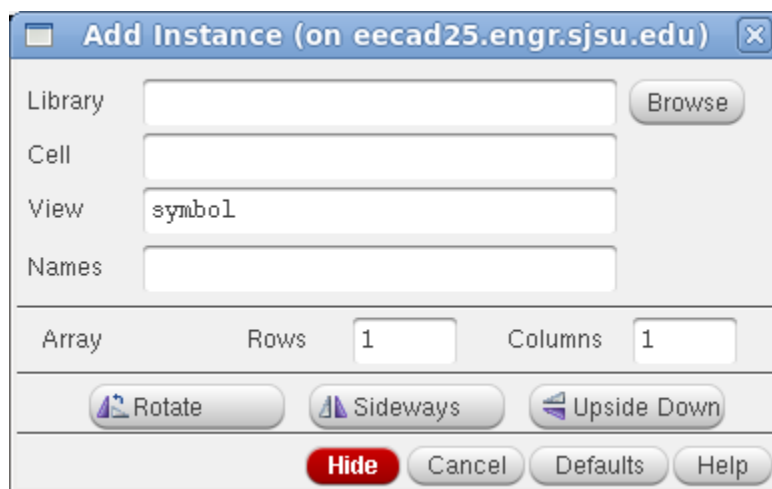 Add Instance (on eecad25.engr.sjsu.edu)
Library Browse
Cell
View symbol
Names
Array Rows 1 Columns 1
Rotate Sideways Upside Down
Hide Cancel Defaults Help